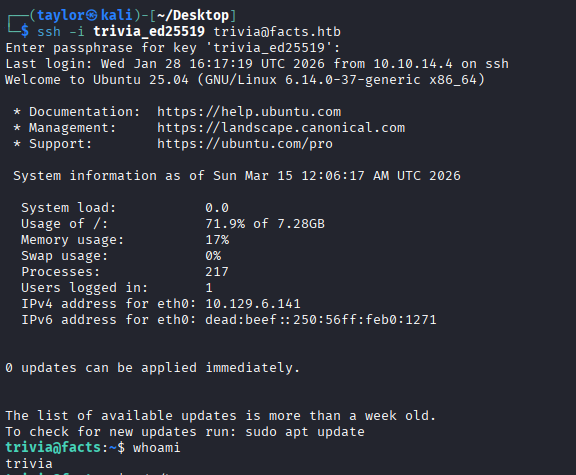 ┌──(taylor㉿kali)-[~/Desktop]
└─$ ssh -i trivia_ed25519 trivia@facts.htb
Enter passphrase for key 'trivia_ed25519':
Last login: Wed Jan 28 16:17:19 UTC 2026 from 10.10.14.4 on ssh
Welcome to Ubuntu 25.04 (GNU/Linux 6.14.0-37-generic x86_64)
* Documentation:  https://help.ubuntu.com
* Management:     https://landscape.canonical.com
* Support:        https://ubuntu.com/pro
System information as of Sun Mar 15 12:06:17 AM UTC 2026
System load:             0.0
Usage of /:              71.9% of 7.28GB
Memory usage:            17%
Swap usage:              0%
Processes:               217
Users logged in:         1
IPv4 address for eth0: 10.129.6.141
IPv6 address for eth0: dead:beef::250:56ff:feb0:1271
0 updates can be applied immediately.
The list of available updates is more than a week old.
To check for new updates run: sudo apt update
trivia@facts:~$ whoami
trivia